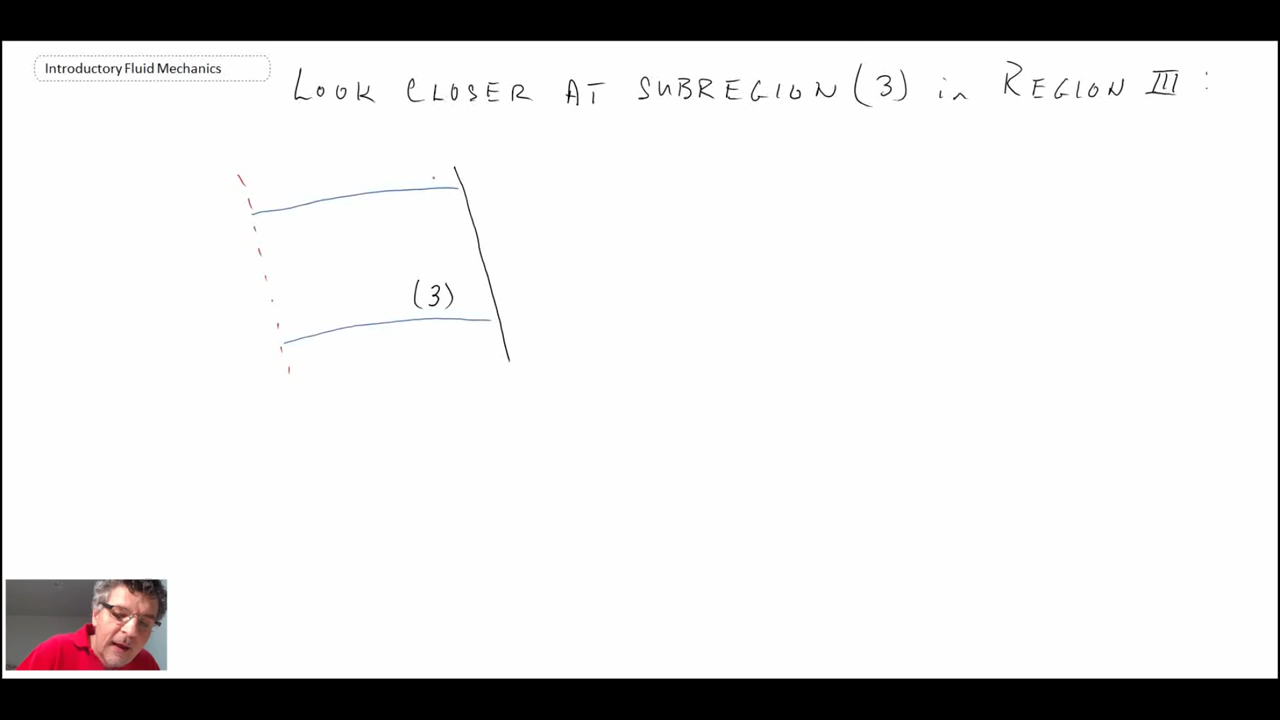 Introductory Fluid Mechanics
LOOK CLOSER AT SUBREGION (3) in REGION III :
(3)